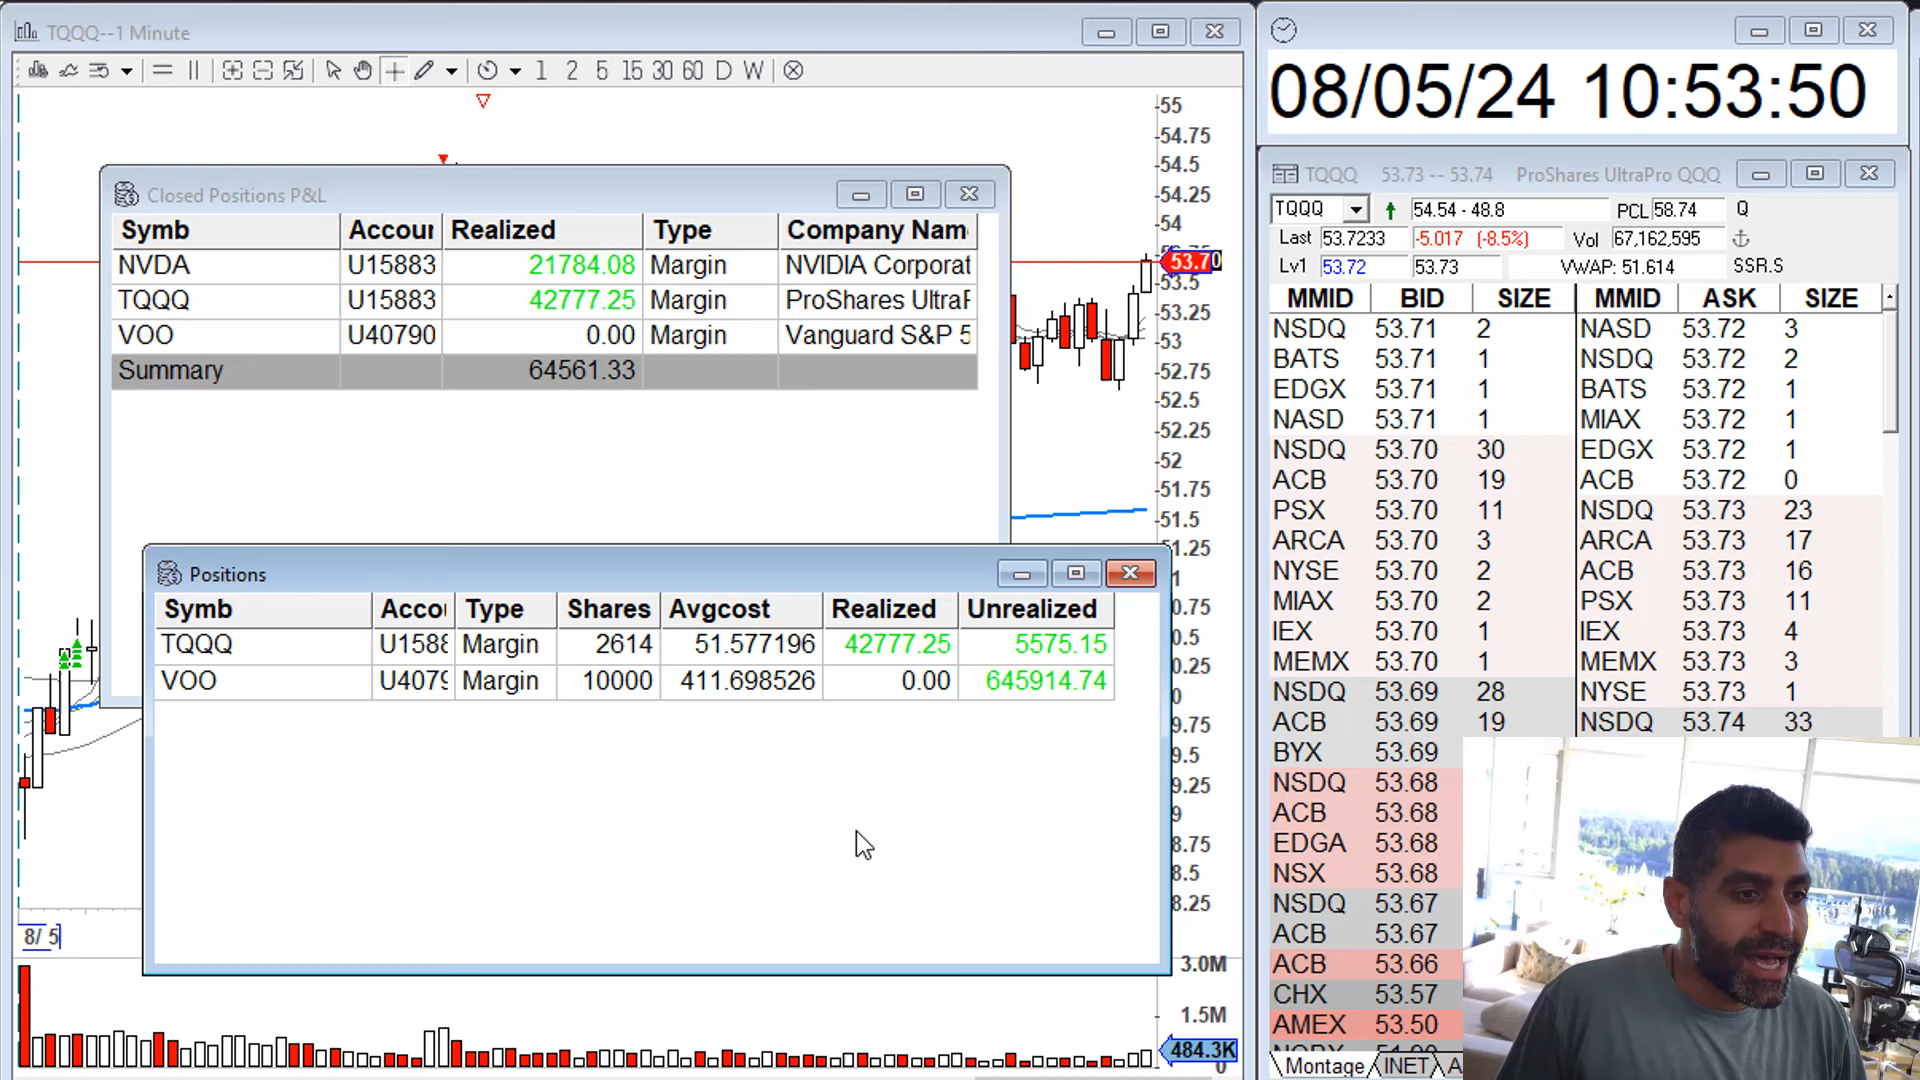 TQQQ--1 Minute
1 2 5 15 30 60 D W
55
54.75
54.5
54.25
54
53.70
53.5
53.25
53
52.75
52.5
52.25
52
51.75
51.5
51.25
Closed Positions P&L
Symb Accour Realized Type Company Nam
NVDA U15883 21784.08 Margin NVIDIA Corporat
TQQQ U15883 42777.25 Margin ProShares Ultra
VOO U40790 0.00 Margin Vanguard S&P 5
Summary 64561.33
Positions
Symb Accou Type Shares Avgcost Realized Unrealized
TQQQ U1588 Margin 2614 51.577196 42777.25 5575.15
VOO U4079 Margin 10000 411.698526 0.00 645914.74
8/ 5
3.0M
1.5M
484.3K
0
08/05/24 10:53:50
TQQQ 53.73 -- 53.74 ProShares UltraPro QQQ
TQQQ 54.54 - 48.8 PCL 58.74 Q
Last 53.7233 -5.017 (-8.5%) Vol 67,162,595
Lv1 53.72 53.73 VWAP: 51.614 SSR.S
MMID BID SIZE MMID ASK SIZE
NSDQ 53.71 2 NASD 53.72 3
BATS 53.71 1 NSDQ 53.72 2
EDGX 53.71 1 BATS 53.72 1
NASD 53.71 1 MIAX 53.72 1
NSDQ 53.70 30 EDGX 53.72 1
ACB 53.70 19 ACB 53.72 0
PSX 53.70 11 NSDQ 53.73 23
ARCA 53.70 3 ARCA 53.73 17
NYSE 53.70 2 ACB 53.73 16
MIAX 53.70 2 PSX 53.73 11
IEX 53.70 1 IEX 53.73 4
MEMX 53.70 1 MEMX 53.73 3
NSDQ 53.69 28 NYSE 53.73 1
ACB 53.69 19 NSDQ 53.74 33
BYX 53.69
NSDQ 53.68
ACB 53.68
EDGA 53.68
NSX 53.68
NSDQ 53.67
ACB 53.67
ACB 53.66
CHX 53.57
AMEX 53.50
Montage INET A